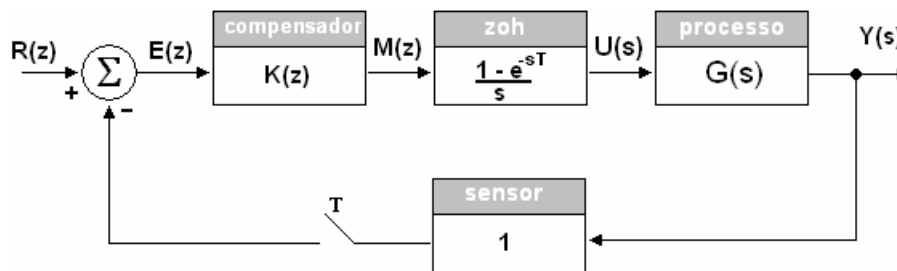 compensador
zoh
processo
R(z)
E(z)
M(z)
U(s)
Y(s)
Σ
+
−
K(z)
1 - e^-sT
s
G(s)
T
sensor
1